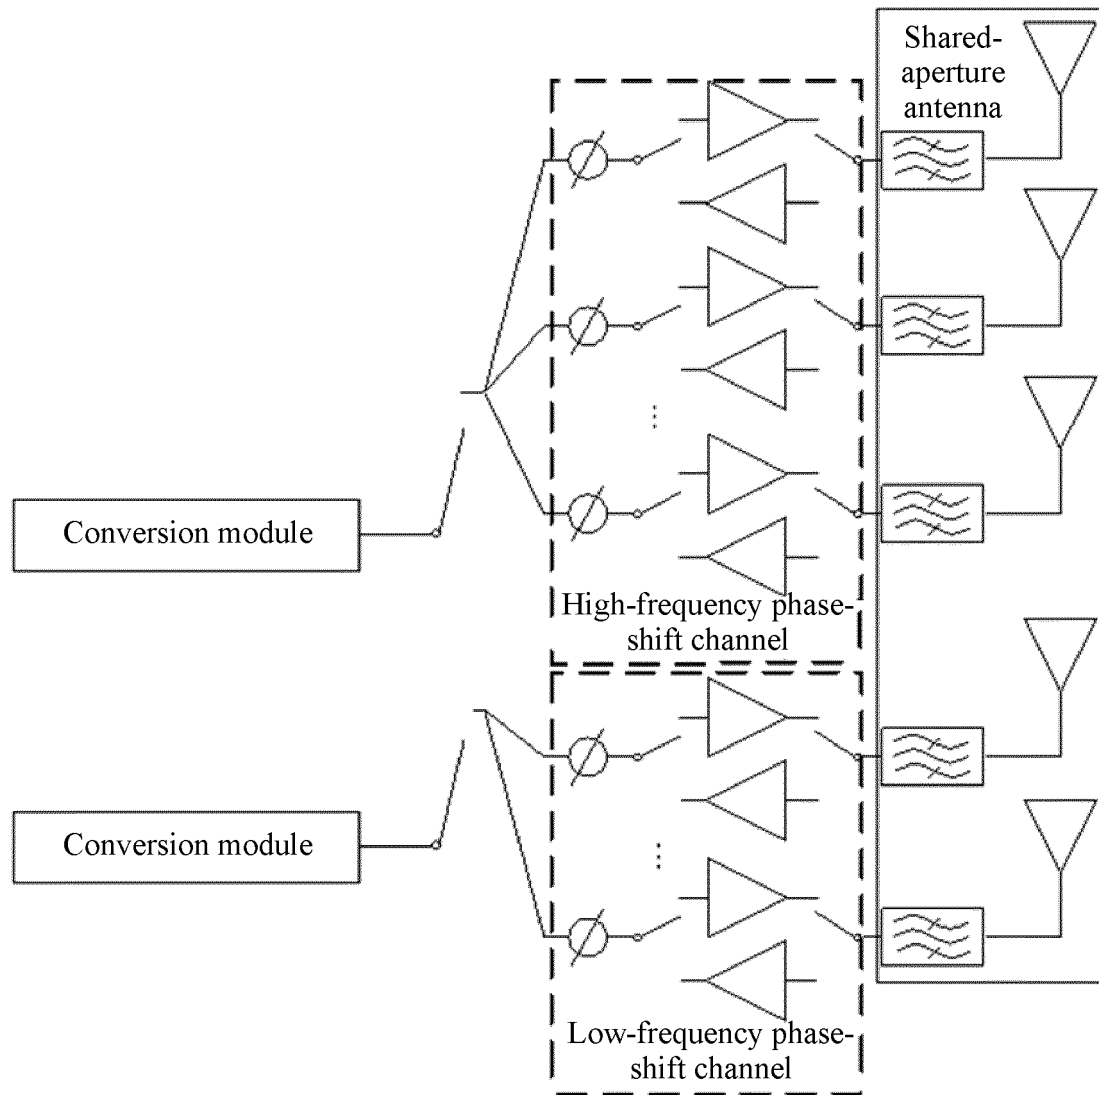 Shared-
aperture
antenna
Conversion module
High-frequency phase-
shift channel
Conversion module
Low-frequency phase-
shift channel